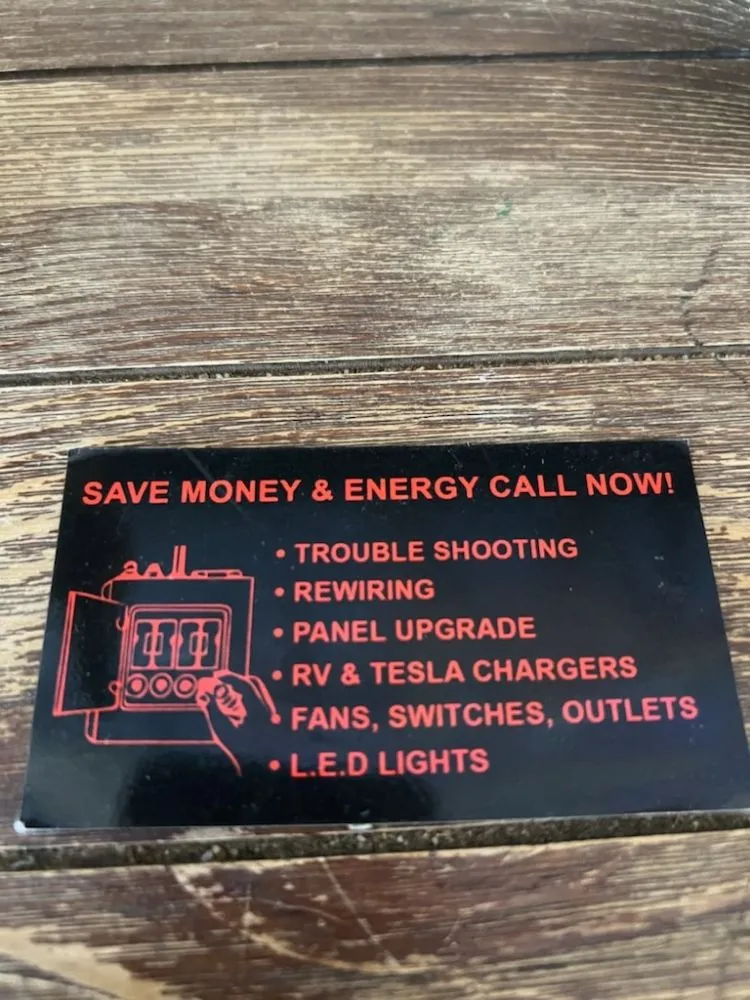 SAVE MONEY & ENERGY CALL NOW!
• TROUBLE SHOOTING
• REWIRING
• PANEL UPGRADE
• RV & TESLA CHARGERS
• FANS, SWITCHES, OUTLETS
• L.E.D LIGHTS